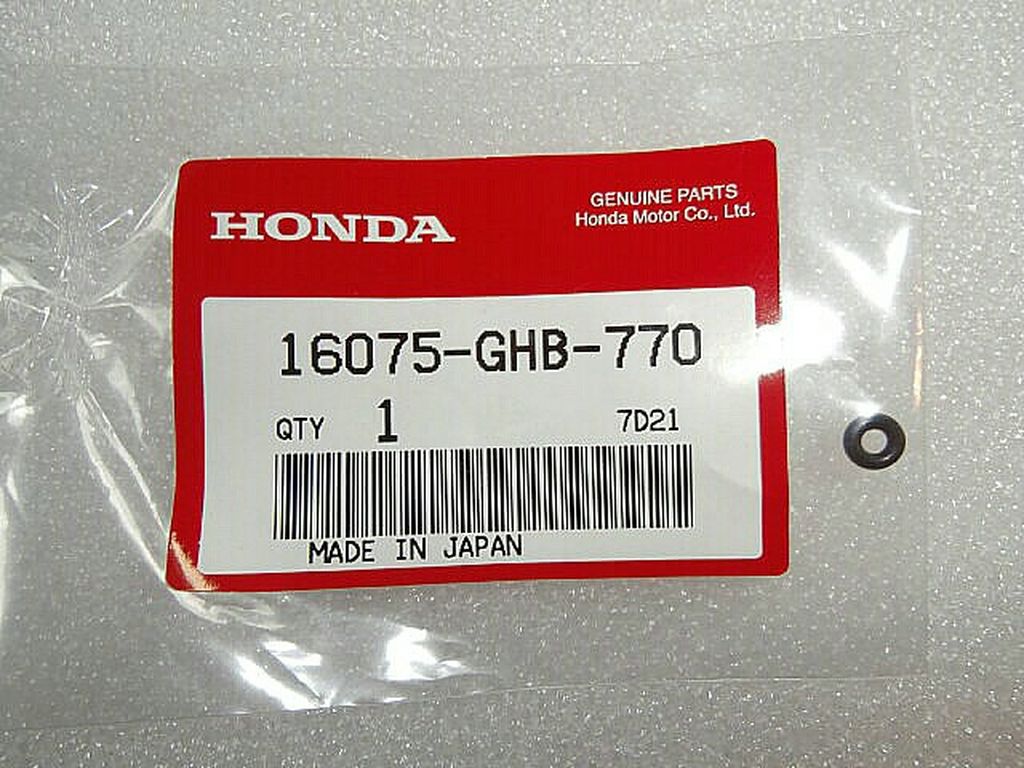 HONDA
GENUINE PARTS
Honda Motor Co., Ltd.
16075-GHB-770
QTY 1 7D21
MADE IN JAPAN